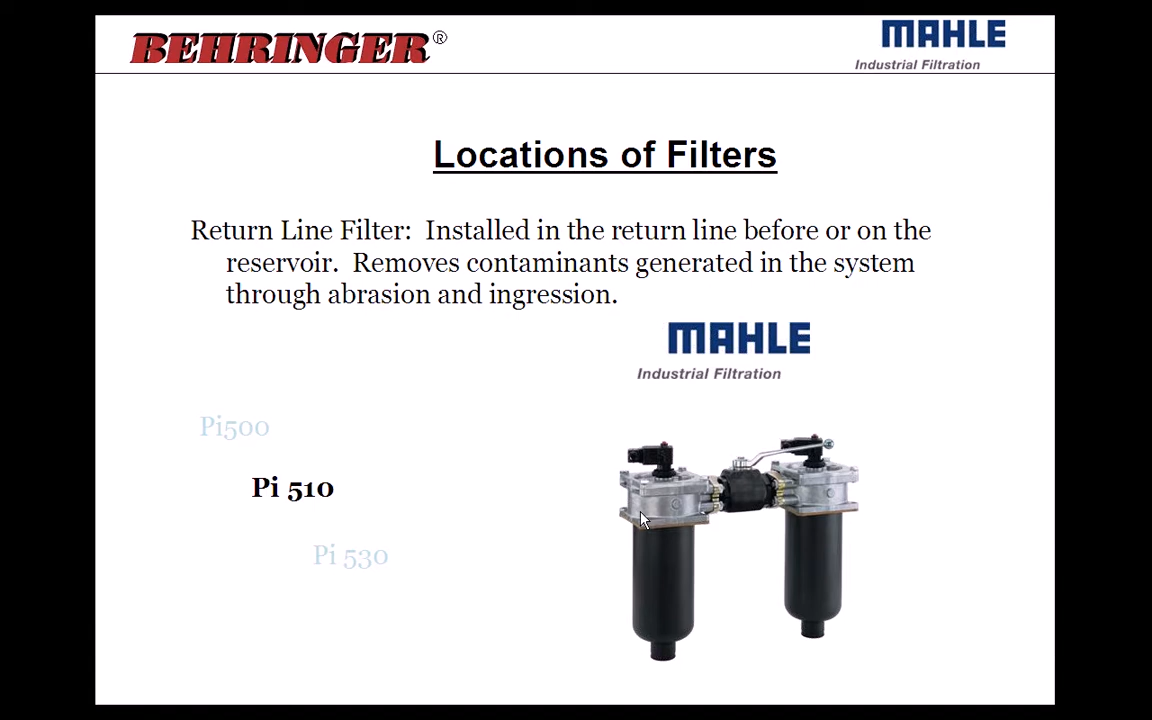 BEHRINGER®
MAHLE
Industrial Filtration
Locations of Filters
Return Line Filter: Installed in the return line before or on the
reservoir. Removes contaminants generated in the system
through abrasion and ingression.
MAHLE
Industrial Filtration
Pi500
Pi 510
Pi 530